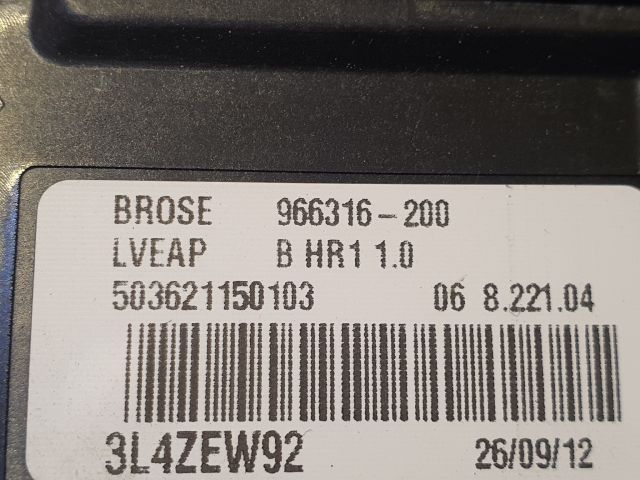 BROSE 966316-200
LVEAP B HR1 1.0
503621150103 06 8.221.04
3L4ZEW92 26/09/12